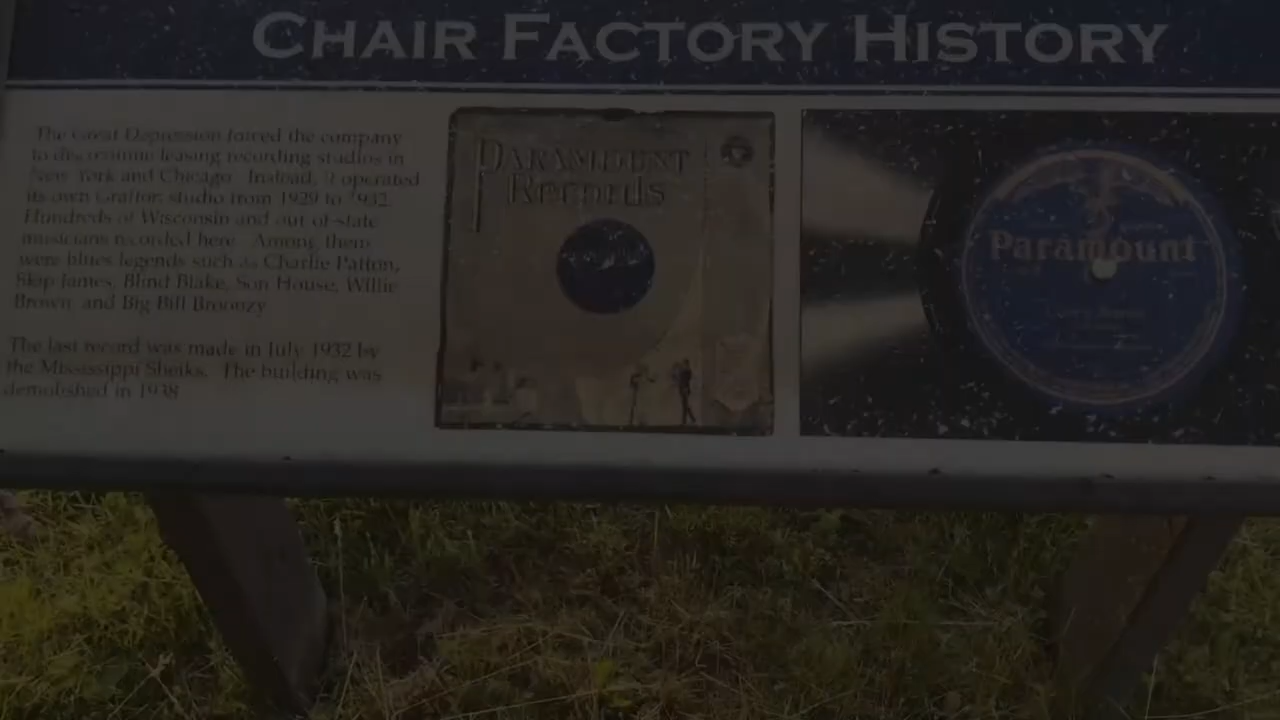 CHAIR FACTORY HISTORY
The Great Depression forced the company
to discontinue leasing recording studios in
New York and Chicago. Instead, it operated
its own Grafton studio from 1929 to 1932.
Hundreds of Wisconsin and out-of-state
musicians recorded here. Among them
were blues legends such as Charlie Patton,
Skip James, Blind Blake, Son House, Willie
Brown, and Big Bill Broonzy
The last record was made in July 1932 by
the Mississippi Sheiks. The building was
demolished in 1938
PARAMOUNT
Records
Paramount